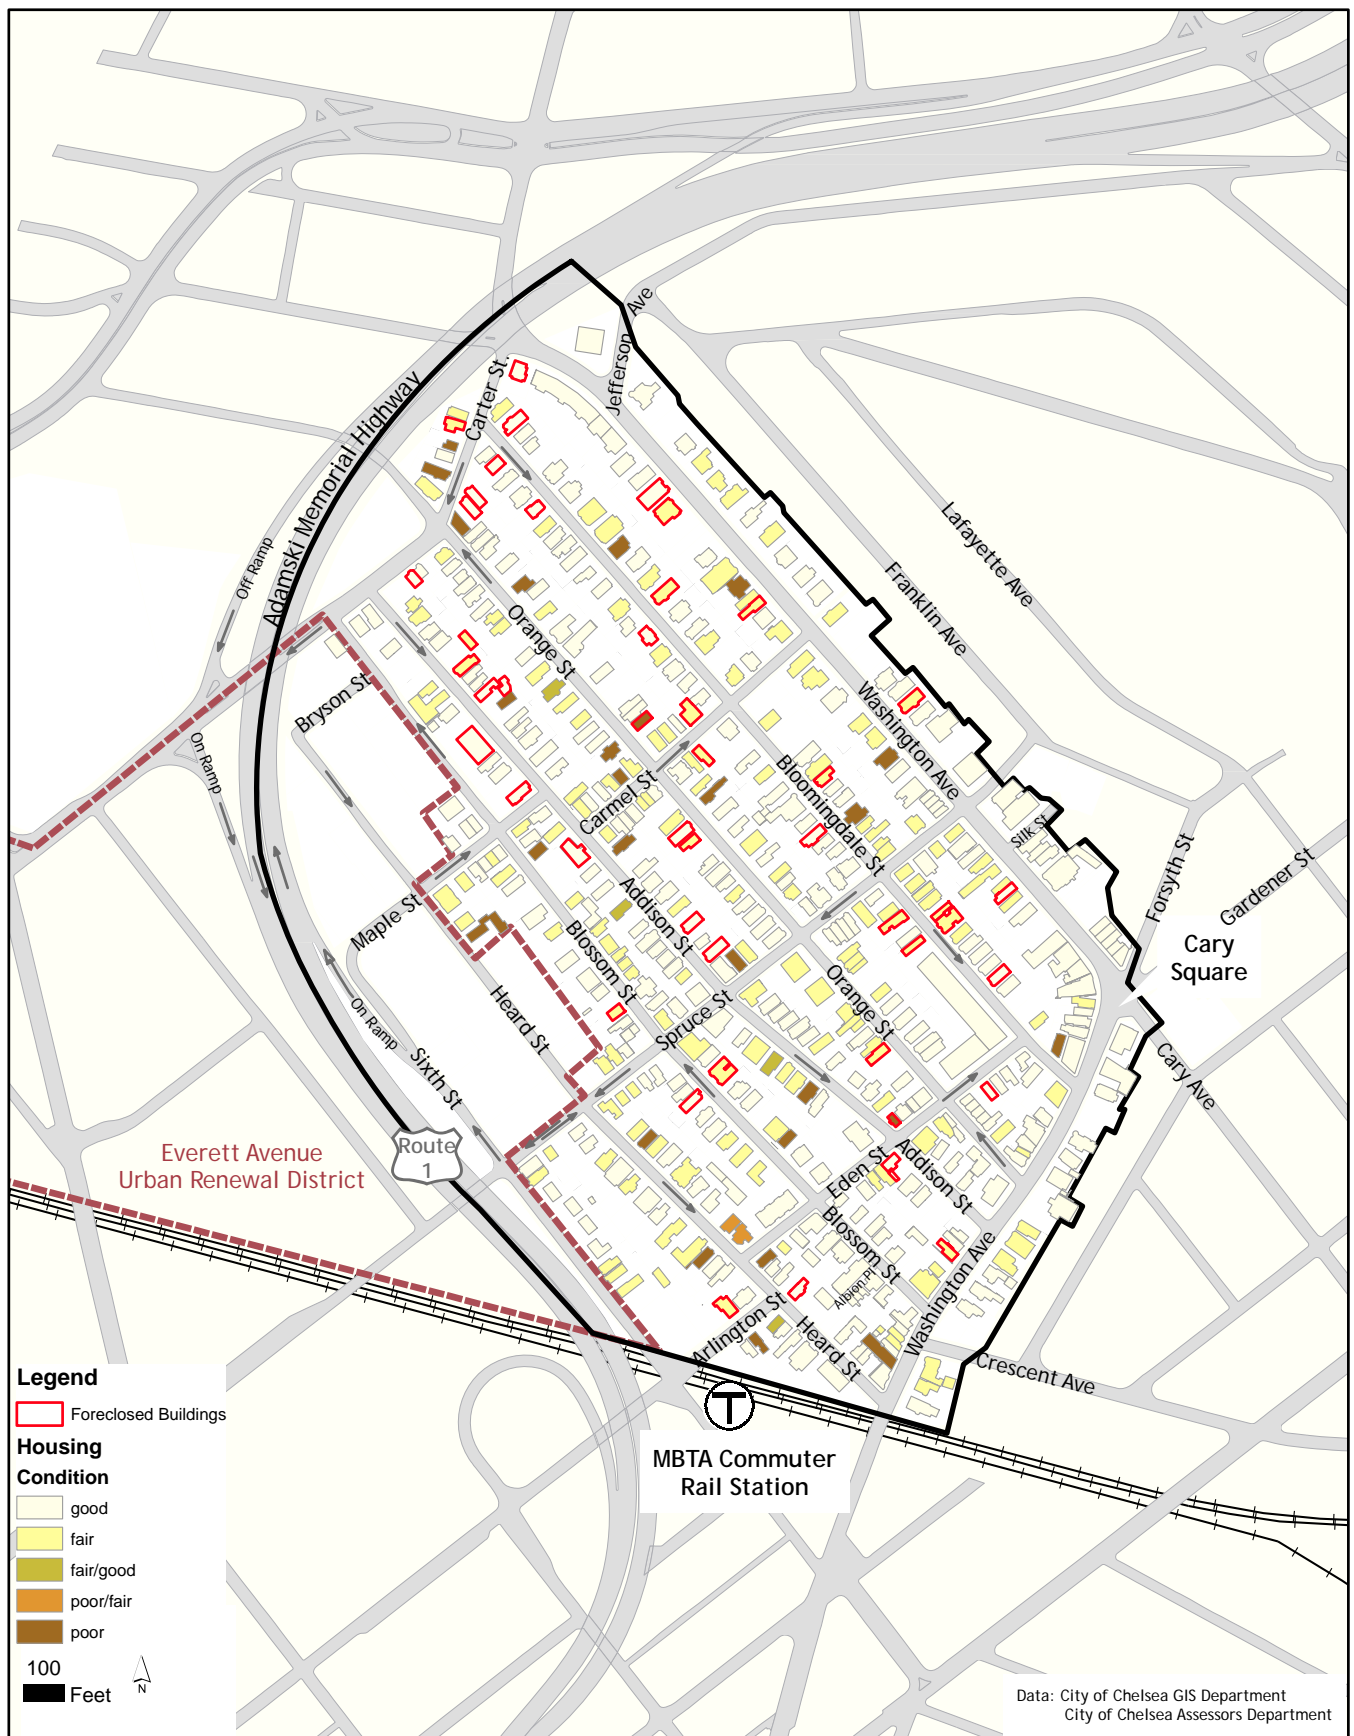 Ave
Jefferson
Carter St.
Adamski Memorial Highway
Off Ramp
Lafayette Ave
Franklin Ave
Orange St
Bryson St
On Ramp
Washington Ave
Bloomingdale St
Carmel St
Silk St
Forsyth St
Gardener St
Addison St
Maple St
Blossom St
Cary
Square
Orange St
Spruce St
Heard St
On Ramp
Sixth St
Cary Ave
Everett Avenue
Urban Renewal District
Route
1
Eden St
Addison St
Blossom St
Albion Pl
Washington Ave
Arlington St
Heard St
Crescent Ave
T
MBTA Commuter
Rail Station
Legend
Foreclosed Buildings
Housing
Condition
good
fair
fair/good
poor/fair
poor
100
Feet
N
Data: City of Chelsea GIS Department
City of Chelsea Assessors Department